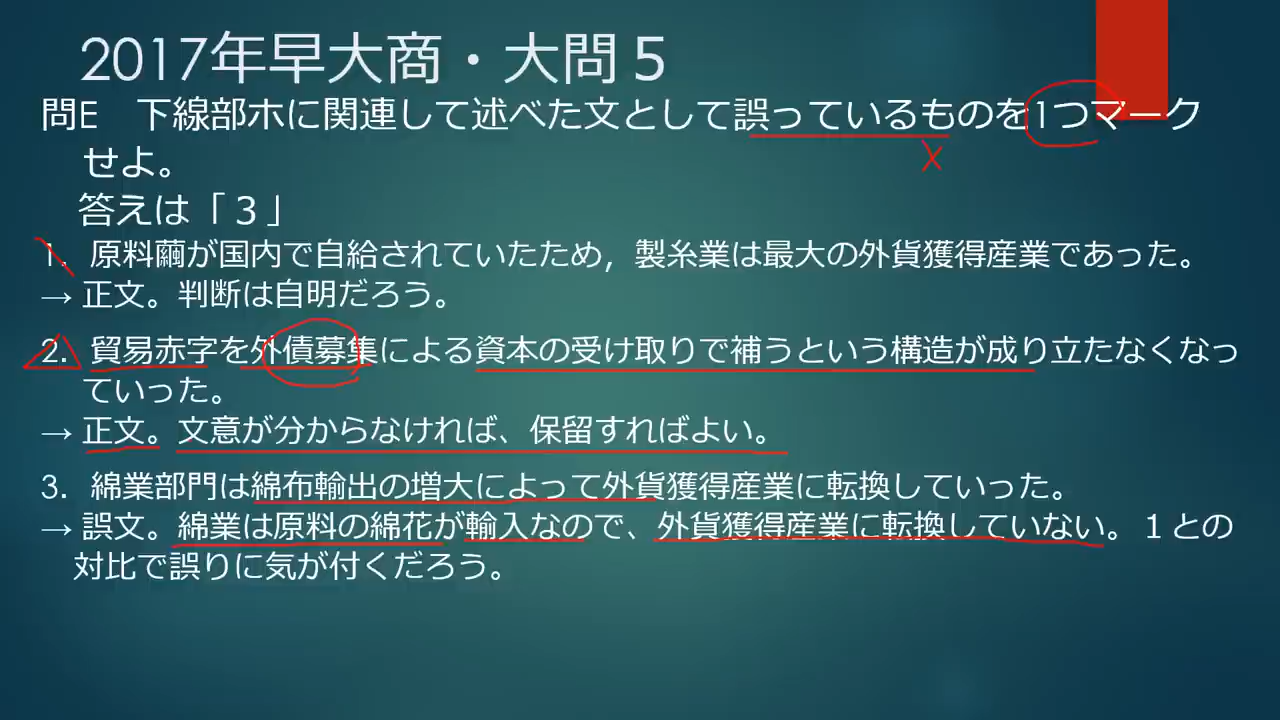 2017年早大商・大問５
問E　下線部ホに関連して述べた文として誤っているものを1つマーク
せよ。
答えは「３」
1．原料繭が国内で自給されていたため，製糸業は最大の外貨獲得産業であった。
→ 正文。判断は自明だろう。
2．貿易赤字を外債募集による資本の受け取りで補うという構造が成り立たなくなっ
ていった。
→ 正文。文意が分からなければ、保留すればよい。
3．綿業部門は綿布輸出の増大によって外貨獲得産業に転換していった。
→ 誤文。綿業は原料の綿花が輸入なので、外貨獲得産業に転換していない。１との
対比で誤りに気が付くだろう。